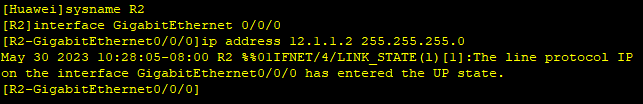 [Huawei]sysname R2
[R2]interface GigabitEthernet 0/0/0
[R2-GigabitEthernet0/0/0]ip address 12.1.1.2 255.255.255.0
May 30 2023 10:28:05-08:00 R2 %%01IFNET/4/LINK_STATE(l)[1]:The line protocol IP
on the interface GigabitEthernet0/0/0 has entered the UP state.
[R2-GigabitEthernet0/0/0]